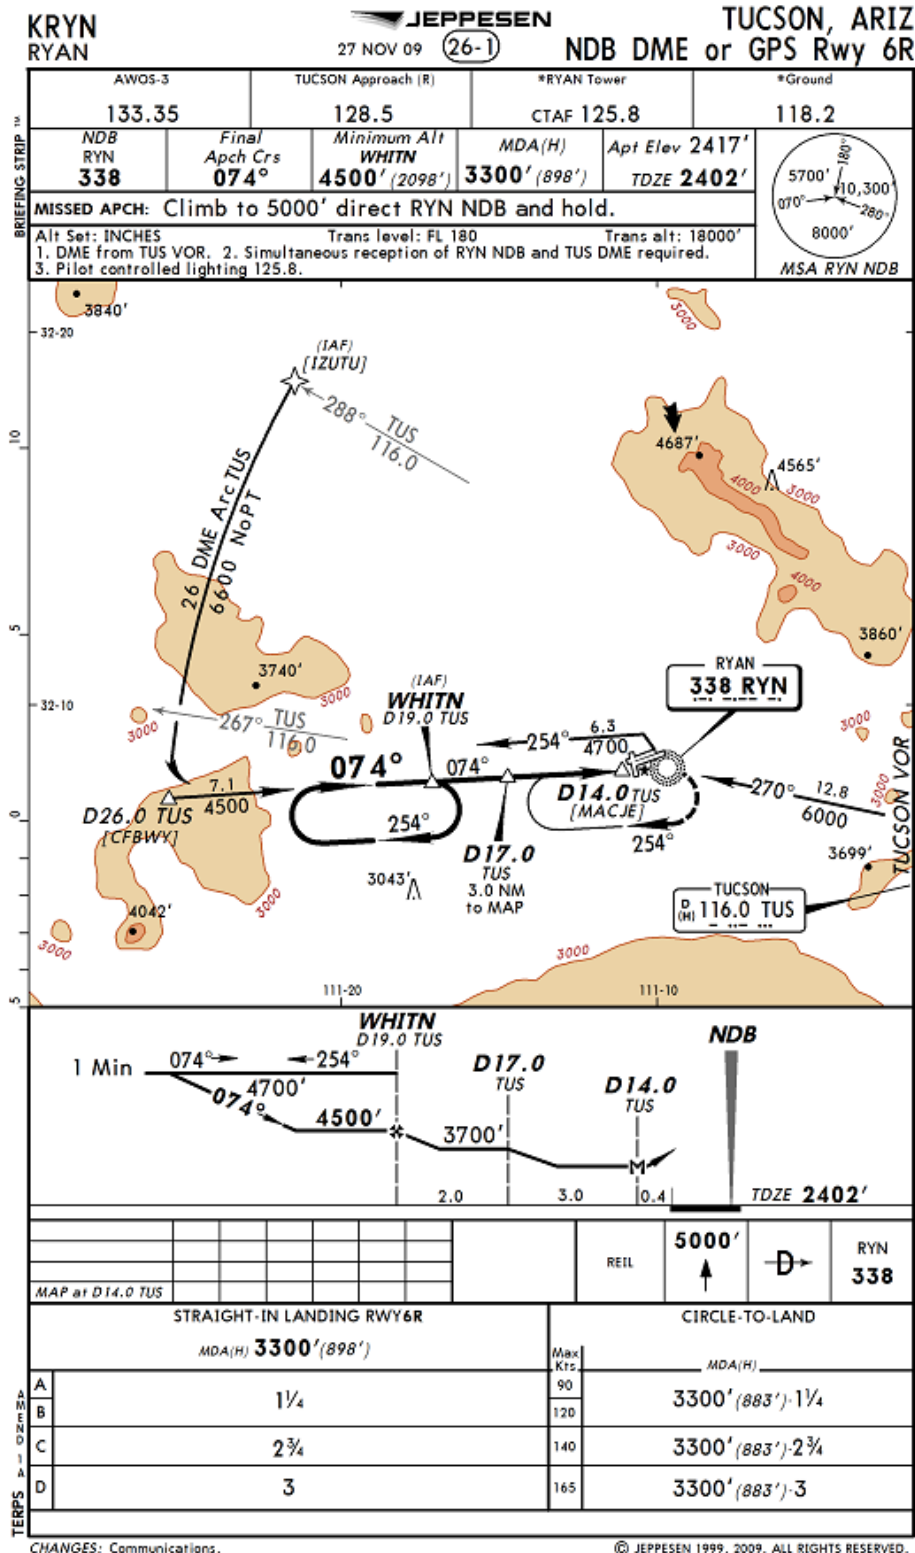 KRYN
RYAN
JEPPESEN
27 NOV 09 26-1
TUCSON, ARIZ
NDB DME or GPS Rwy 6R
BRIEFING STRIP TM
AWOS-3
133.35
TUCSON Approach (R)
128.5
*RYAN Tower
CTAF 125.8
*Ground
118.2
NDB
RYN
338
Final
Apch Crs
074°
Minimum Alt
WHITN
4500' (2098')
MDA(H)
3300' (898')
Apt Elev 2417'
TDZE 2402'
MISSED APCH: Climb to 5000' direct RYN NDB and hold.
Alt Set: INCHES Trans level: FL 180 Trans alt: 18000'
1. DME from TUS VOR. 2. Simultaneous reception of RYN NDB and TUS DME required.
3. Pilot controlled lighting 125.8.
180°
5700'
10,300'
070°
280°
8000'
MSA RYN NDB
3840'
3000
32-20
(IAF)
[IZUTU]
288° TUS
116.0
10
4687'
4565'
4000
3000
3000
4000
26 DME Arc TUS
6600 NoPT
5
3860'
3740'
3000
RYAN
338 RYN
(IAF)
WHITN
D19.0 TUS
32-10
3000
267° TUS
116.0
3000
254° 6.3
4700
074°
074°
7.1
4500
D26.0 TUS
[CFBWY]
D14.0 TUS
[MACJE]
270° 12.8
6000
3000
TUCSON VOR
0
254°
254°
D17.0
TUS
3.0 NM
to MAP
3699'
3043'
TUCSON
D
(H) 116.0 TUS
4042'
3000
3000
3000
5
111-20
111-10
WHITN
D19.0 TUS
NDB
1 Min
074° 254°
4700'
074°
4500'
D17.0
TUS
3700'
D14.0
TUS
M
2.0
3.0
0.4
TDZE 2402'
MAP at D14.0 TUS
REIL
5000'
D
RYN
338
STRAIGHT-IN LANDING RWY6R
MDA(H) 3300' (898')
CIRCLE-TO-LAND
Max
Kts
MDA(H)
A
B
1¼
90
120
3300' (883')-1¼
C
2¾
140
3300' (883')-2¾
D
3
165
3300' (883')-3
TERPS AMEND 1A
CHANGES: Communications.
© JEPPESEN 1999, 2009. ALL RIGHTS RESERVED.